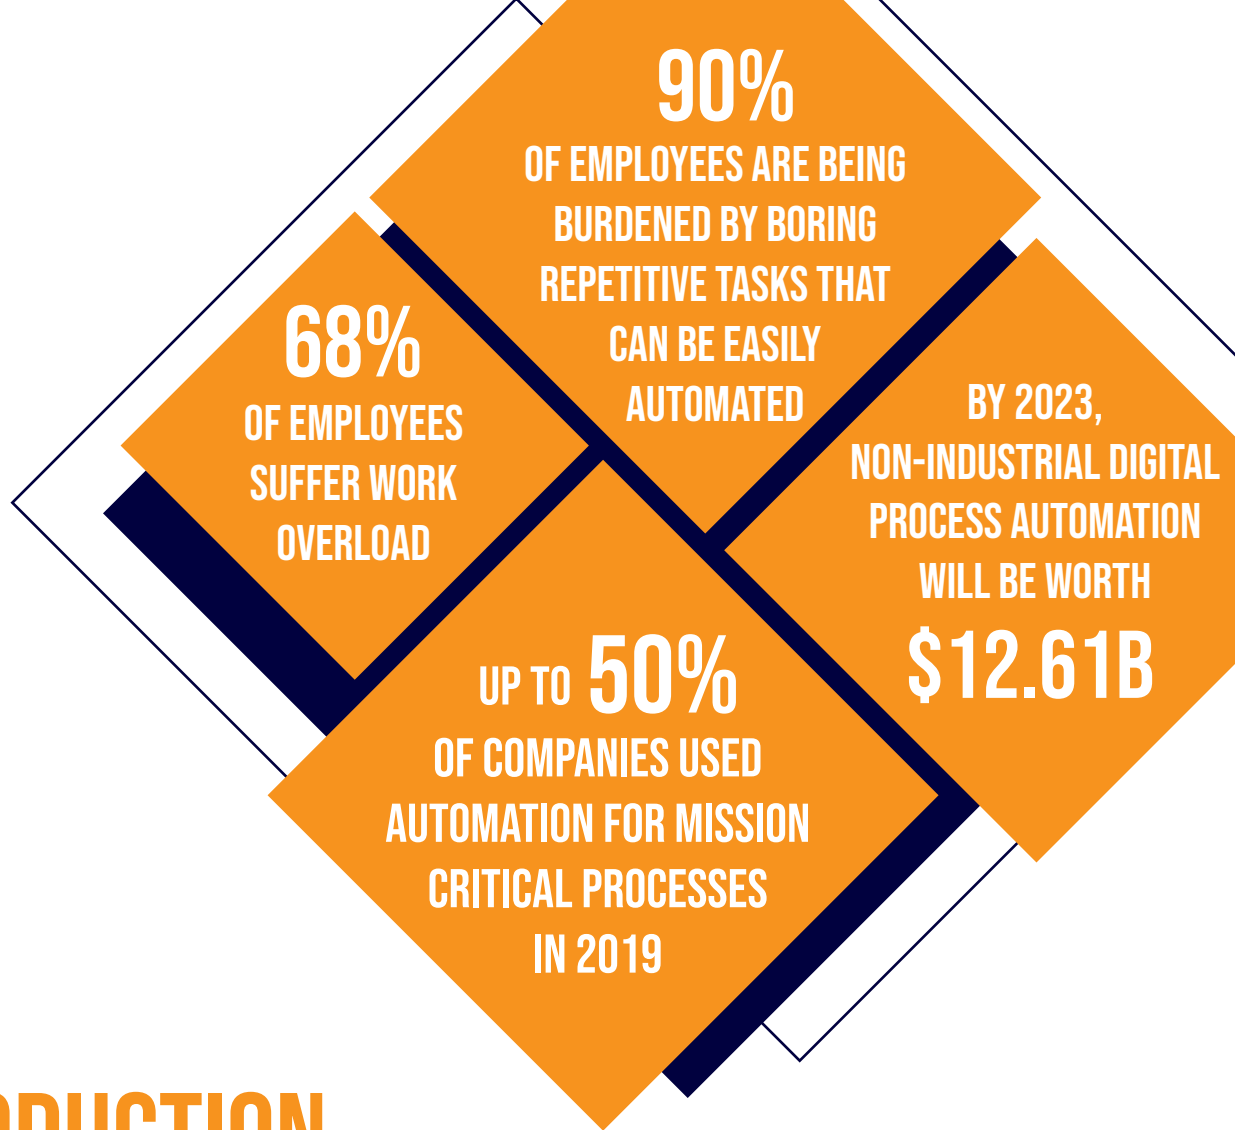 90%
OF EMPLOYEES ARE BEING
BURDENED BY BORING
REPETITIVE TASKS THAT
CAN BE EASILY
AUTOMATED
68%
OF EMPLOYEES
SUFFER WORK
OVERLOAD
BY 2023,
NON-INDUSTRIAL DIGITAL
PROCESS AUTOMATION
WILL BE WORTH
$12.61B
UP TO 50%
OF COMPANIES USED
AUTOMATION FOR MISSION
CRITICAL PROCESSES
IN 2019